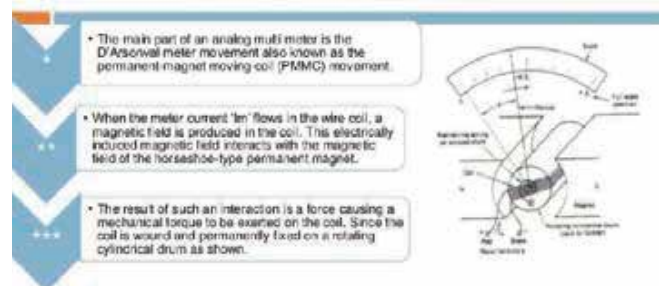 • The main part of an analog multi meter is the
D'Arsonval meter movement also known as the
permanent-magnet moving-coil (PMMC) movement.
• When the meter current 'Im' flows in the wire coil, a
magnetic field is produced in the coil. This electrically
induced magnetic field interacts with the magnetic
field of the horseshoe-type permanent magnet.
• The result of such an interaction is a force causing a
mechanical torque to be exerted on the coil. Since the
coil is wound and permanently fixed on a rotating
cylindrical drum as shown.
Scale
Coil
Magnet